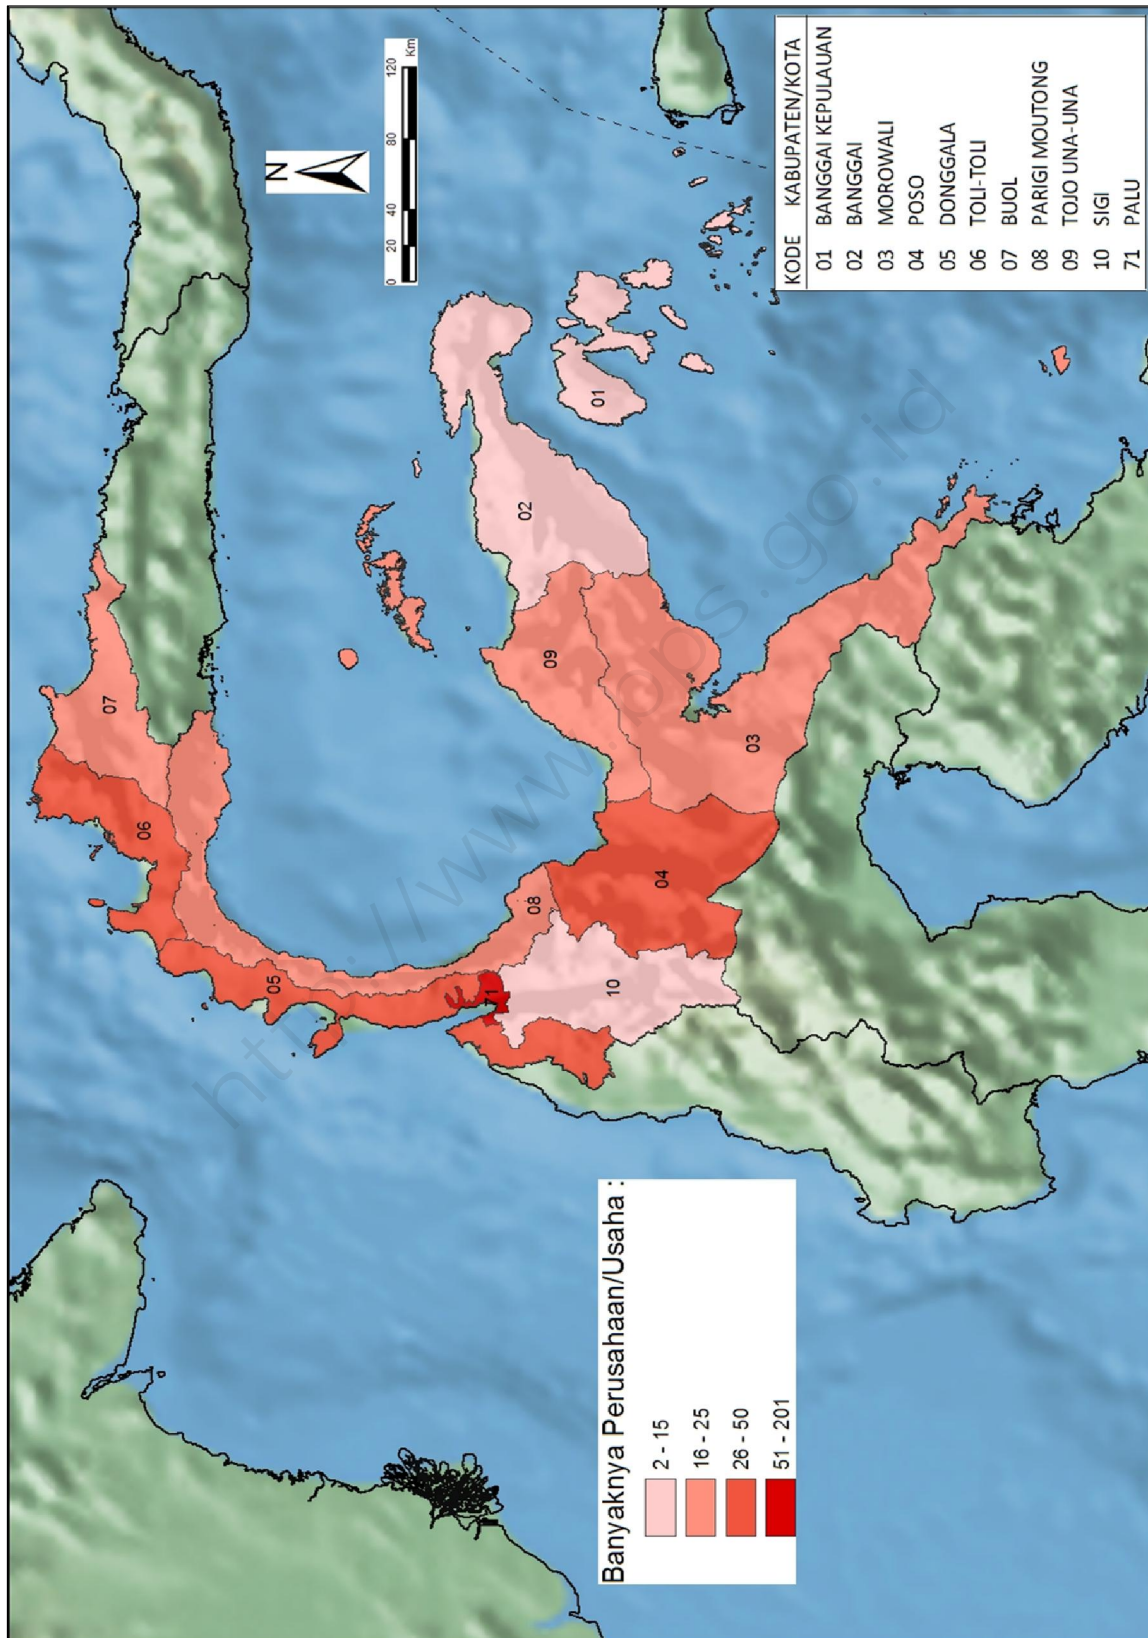 N
0 20 40 80 120
Km
07
06
05
08
09
02
01
71
10
04
03
Banyaknya Perusahaan/Usaha :
2 - 15
16 - 25
26 - 50
51 - 201
KODE KABUPATEN/KOTA
01 BANGGAI KEPULAUAN
02 BANGGAI
03 MOROWALI
04 POSO
05 DONGGALA
06 TOLI-TOLI
07 BUOL
08 PARIGI MOUTONG
09 TOJO UNA-UNA
10 SIGI
71 PALU
http://www.bps.go.id